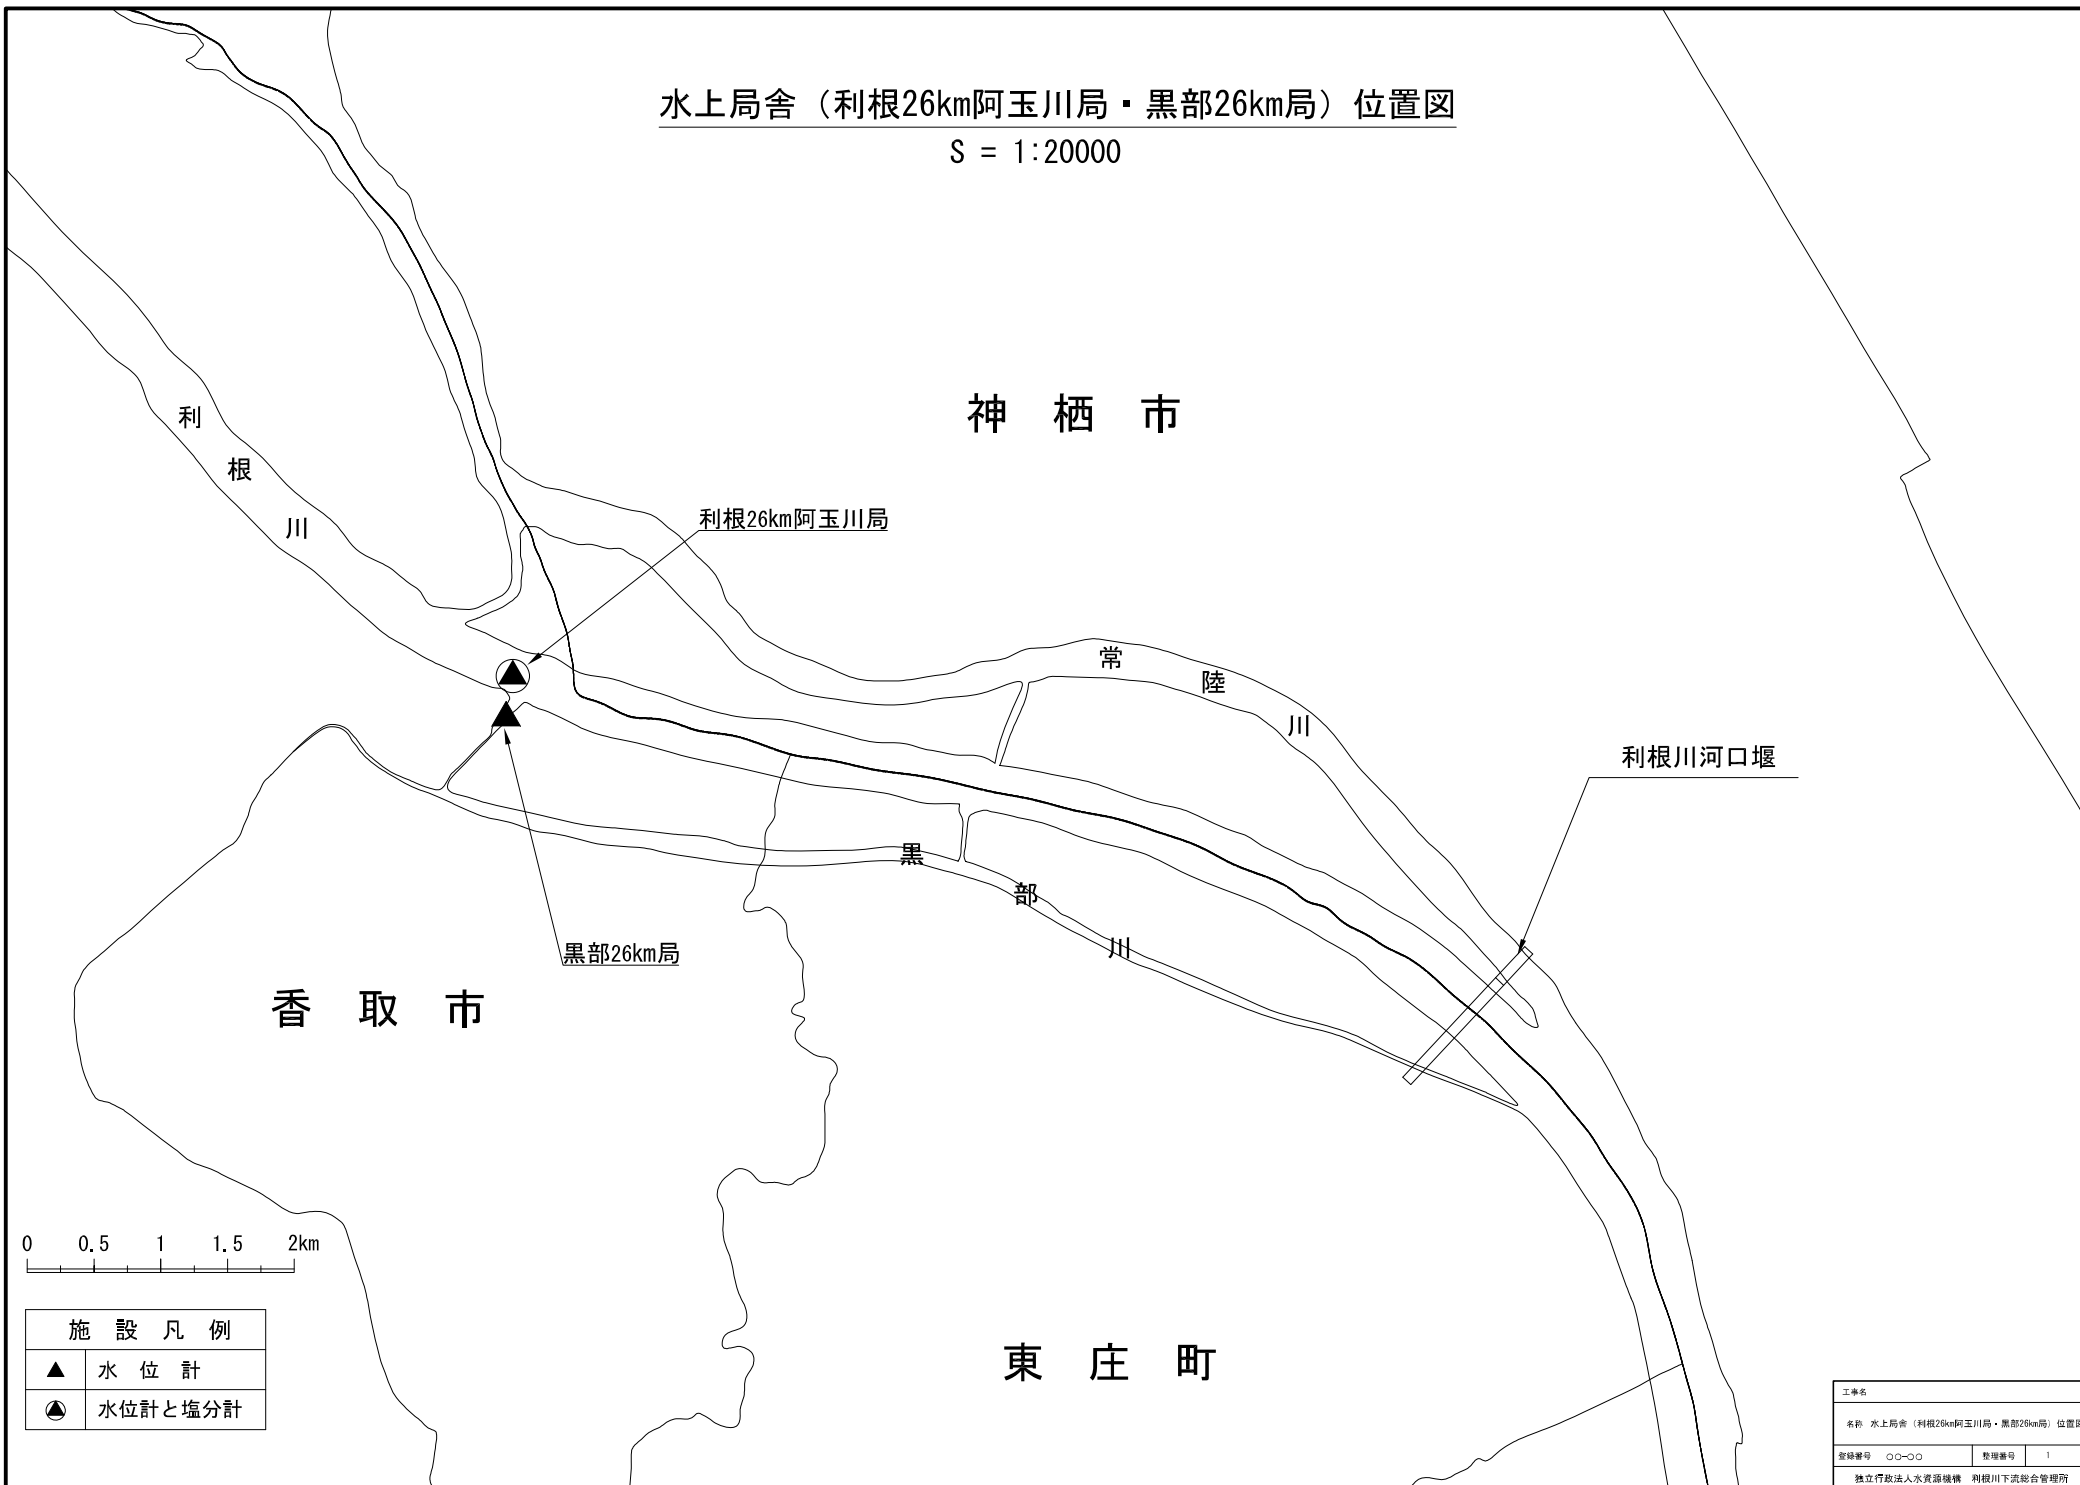 水上局舎（利根26km阿玉川局・黒部26km局）位置図
S = 1:20000
神栖市
利根川
利根26km阿玉川局
常陸川
利根川河口堰
黒部川
黒部26km局
香取市
東庄町
0 0.5 1 1.5 2km
施設凡例
▲ 水位計
水位計と塩分計
工事名
名称 水上局舎（利根26km阿玉川局・黒部26km局）位置図
登録番号 ○○-○○ 整理番号 1
独立行政法人水資源機構 利根川下流総合管理所